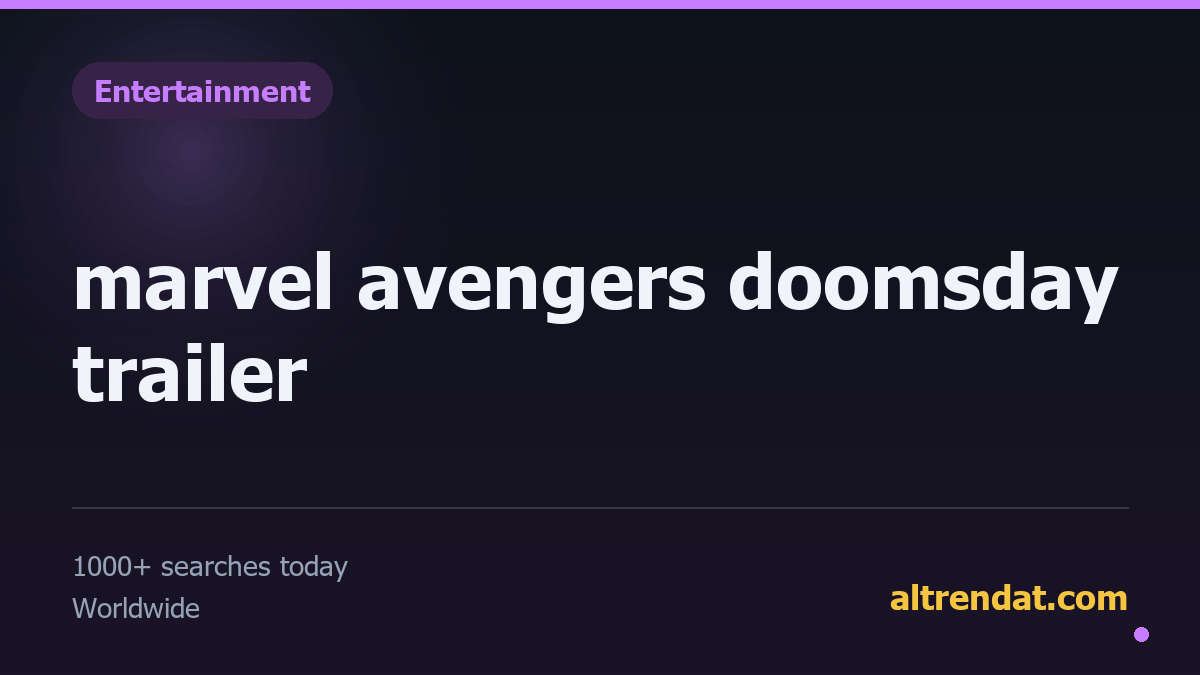 Entertainment
marvel avengers doomsday
trailer
1000+ searches today
Worldwide
altrendat.com